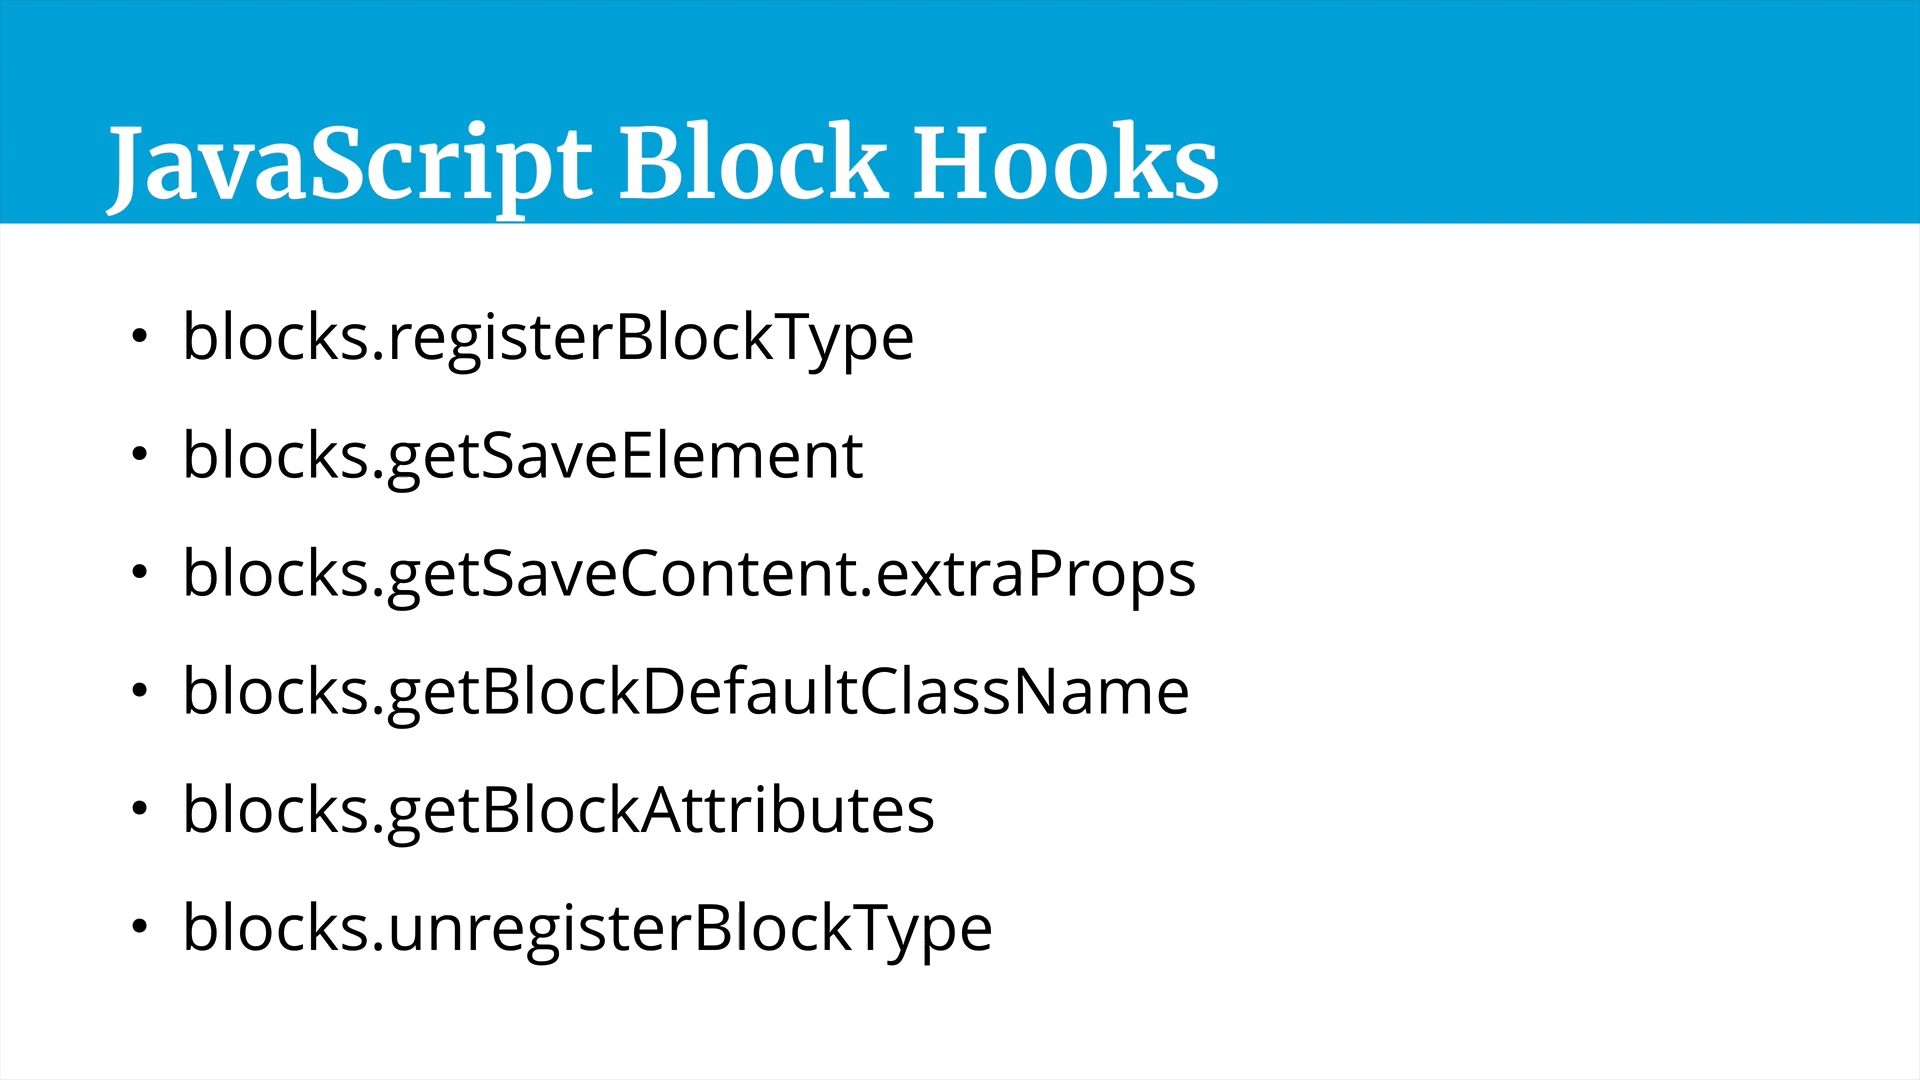 JavaScript Block Hooks
• blocks.registerBlockType
• blocks.getSaveElement
• blocks.getSaveContent.extraProps
• blocks.getBlockDefaultClassName
• blocks.getBlockAttributes
• blocks.unregisterBlockType